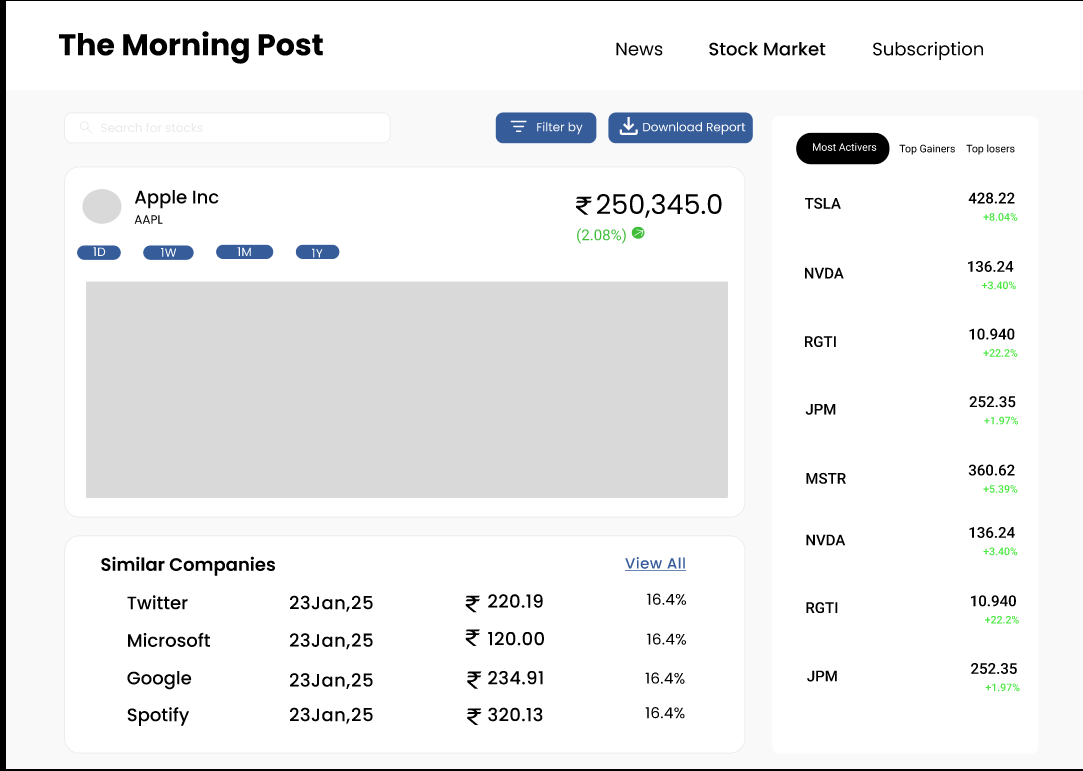 The Morning Post
News Stock Market Subscription
Search for stocks
Filter by
Download Report
Apple Inc
AAPL
₹ 250,345.0
(2.08%)
1D 1W 1M 1Y
Similar Companies View All
Twitter 23Jan,25 ₹ 220.19 16.4%
Microsoft 23Jan,25 ₹ 120.00 16.4%
Google 23Jan,25 ₹ 234.91 16.4%
Spotify 23Jan,25 ₹ 320.13 16.4%
Most Activers Top Gainers Top losers
TSLA 428.22
+8.04%
NVDA 136.24
+3.40%
RGTI 10.940
+22.2%
JPM 252.35
+1.97%
MSTR 360.62
+5.39%
NVDA 136.24
+3.40%
RGTI 10.940
+22.2%
JPM 252.35
+1.97%